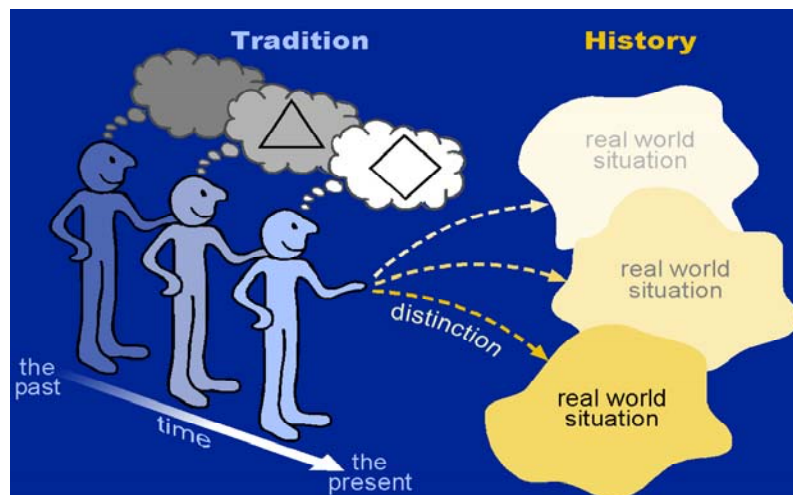 Tradition
History
real world
situation
real world
situation
distinction
real world
situation
the
past
time
the
present